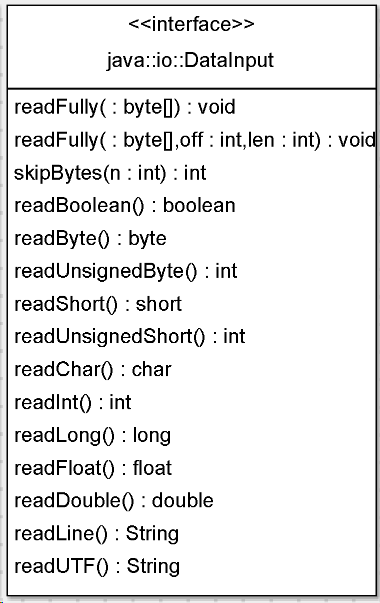 <<interface>>
java::io::DataInput
readFully( : byte[]) : void
readFully( : byte[],off : int,len : int) : void
skipBytes(n : int) : int
readBoolean() : boolean
readByte() : byte
readUnsignedByte() : int
readShort() : short
readUnsignedShort() : int
readChar() : char
readInt() : int
readLong() : long
readFloat() : float
readDouble() : double
readLine() : String
readUTF() : String